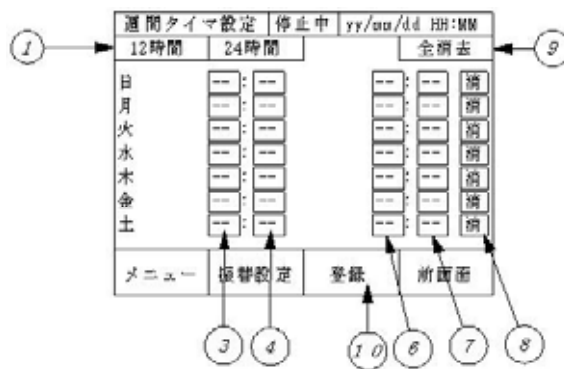 週間タイマ設定 停止中 yy/mm/dd HH:MM
1 12時間 24時間 全消去 9
日 --:-- --:-- 消
月 --:-- --:-- 消
火 --:-- --:-- 消
水 --:-- --:-- 消
木 --:-- --:-- 消
金 --:-- --:-- 消
土 --:-- --:-- 消
メニュー 振替設定 登録 前画面
3 4 10 6 7 8